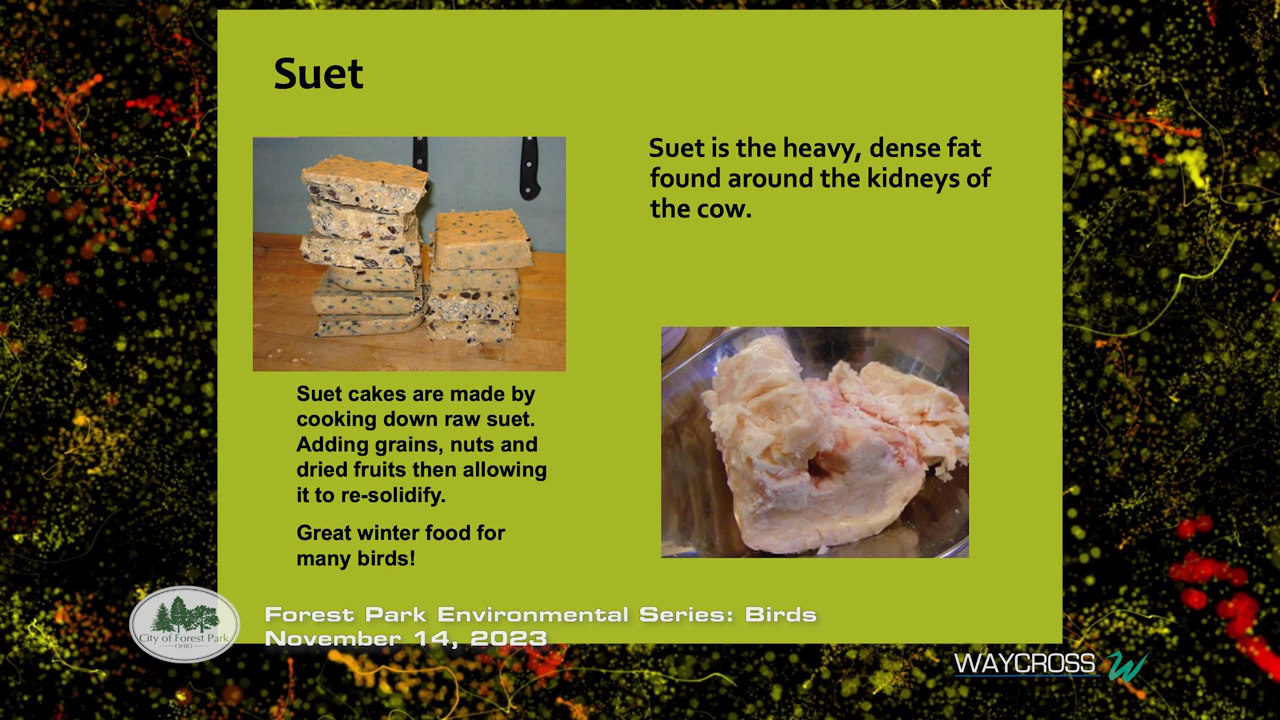 Suet
Suet is the heavy, dense fat
found around the kidneys of
the cow.
Suet cakes are made by
cooking down raw suet.
Adding grains, nuts and
dried fruits then allowing
it to re-solidify.
Great winter food for
many birds!
City of Forest Park
OHIO
Forest Park Environmental Series: Birds
November 14, 2023
WAYCROSS W